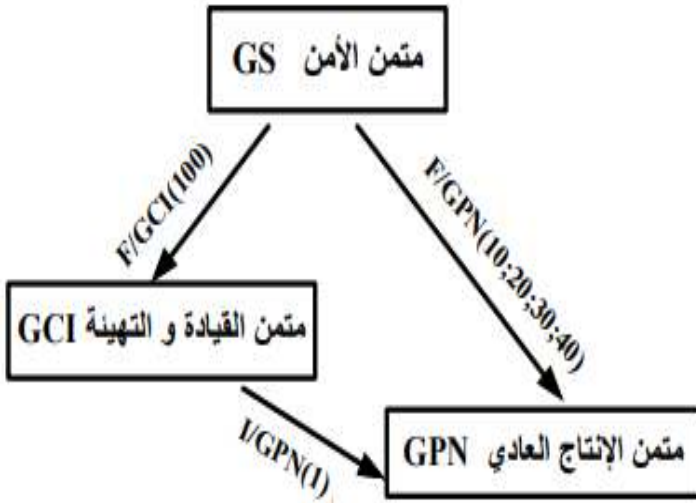 متمن الأمن GS
F/GCI(100)
F/GPN(10;20;30;40)
متمن القيادة و التهيئة GCI
I/GPN(1)
متمن الإنتاج العادي GPN